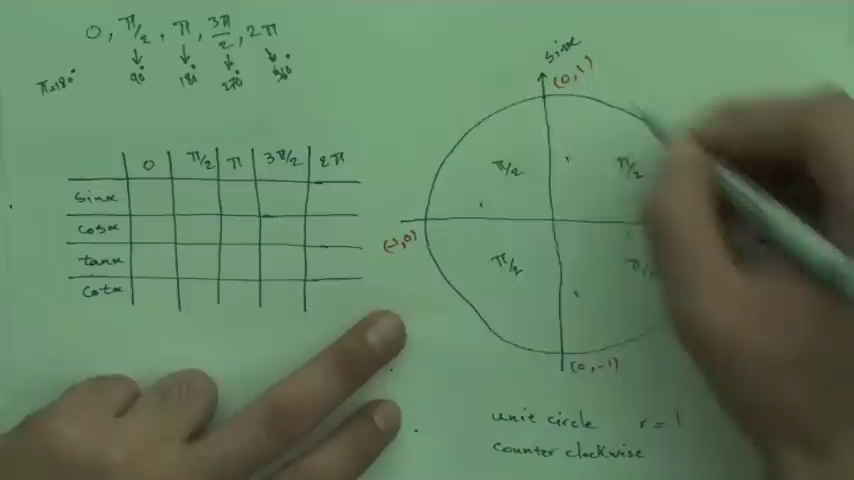 0, π/2, π, 3π/2, 2π
π=180° 90° 180° 270° 360°
0 π/2 π 3π/2 2π
sinx
cosx
tanx
cotx
sinx
(0,1)
π/2 π/2
(-1,0)
π/2 π/2
(0,-1)
unit circle r = 1
counter clockwise